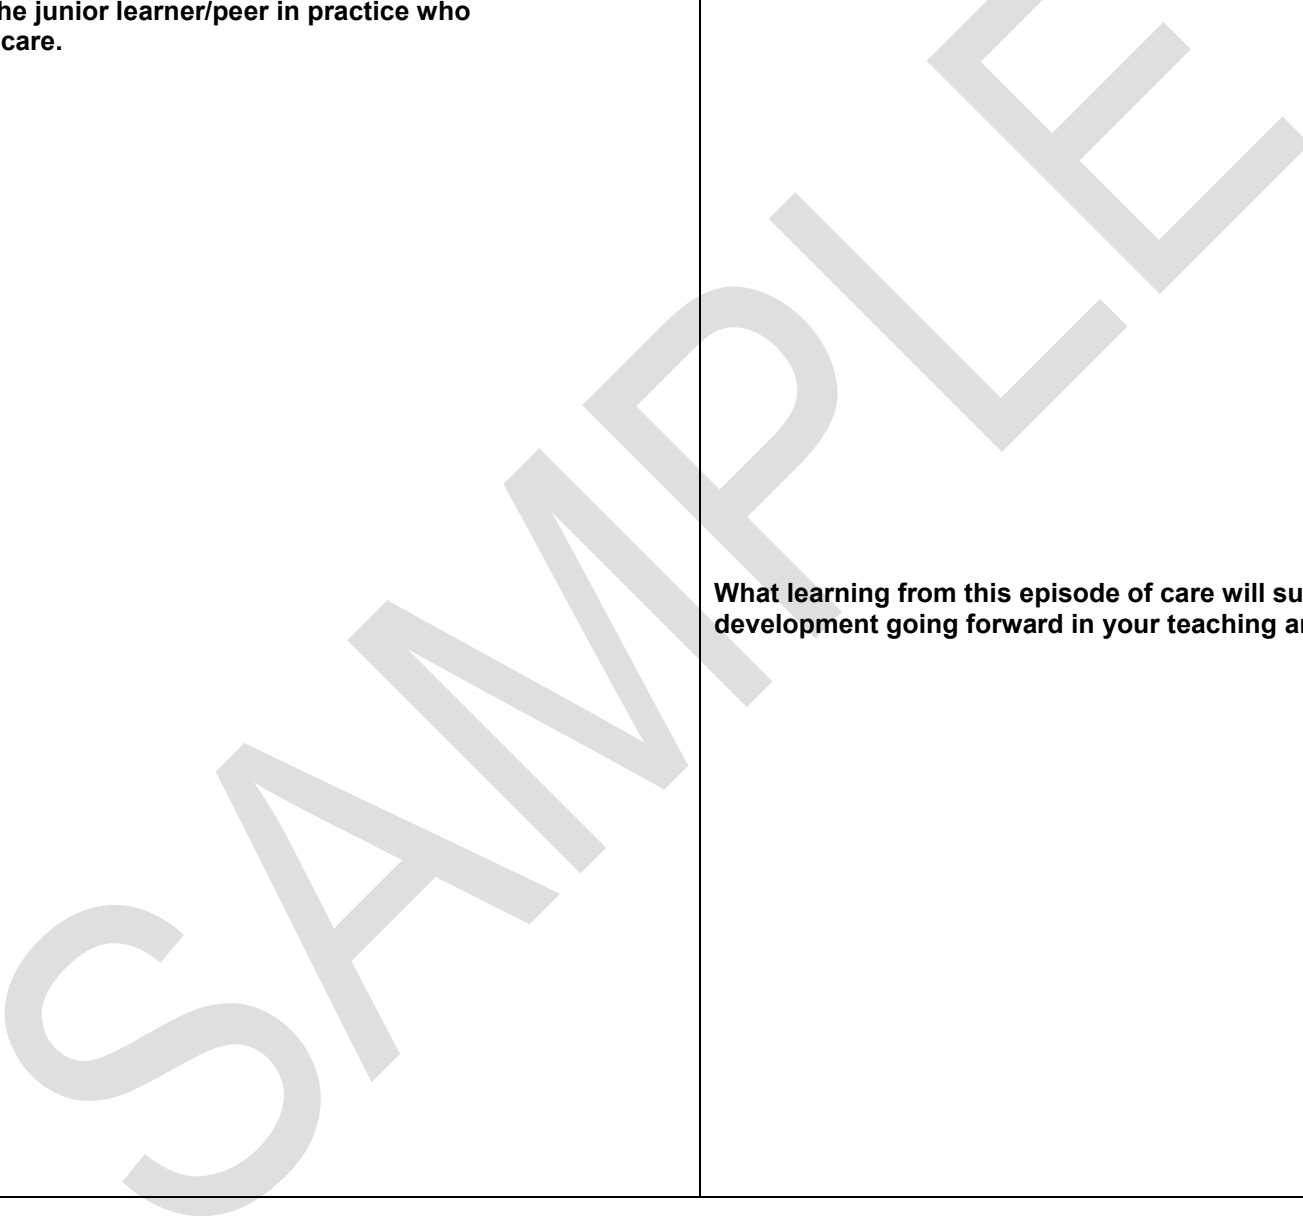 he junior learner/peer in practice who
care.
What learning from this episode of care will su
development going forward in your teaching a
SAMPLE